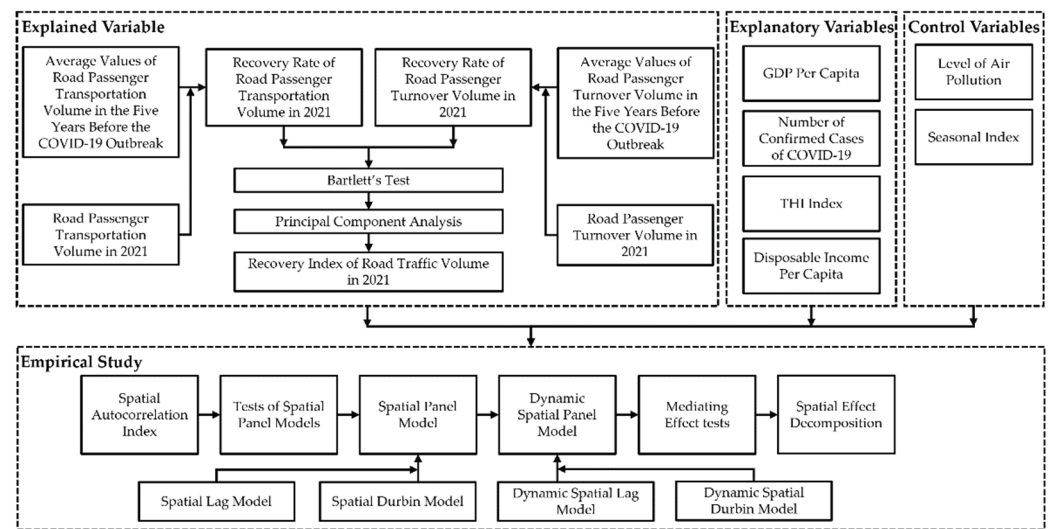 Explained Variable
Average Values of
Road Passenger
Transportation
Volume in the Five
Years Before the
COVID-19 Outbreak
Recovery Rate of
Road Passenger
Transportation
Volume in 2021
Recovery Rate of
Road Passenger
Turnover Volume in
2021
Average Values of
Road Passenger
Turnover Volume in
the Five Years Before
the COVID-19
Outbreak
Bartlett's Test
Principal Component Analysis
Recovery Index of Road Traffic Volume
in 2021
Road Passenger
Transportation
Volume in 2021
Road Passenger
Turnover Volume in
2021
Explanatory Variables
GDP Per Capita
Number of
Confirmed Cases
of COVID-19
THI Index
Disposable Income
Per Capita
Control Variables
Level of Air
Pollution
Seasonal Index
Empirical Study
Spatial
Autocorrelation
Index
Tests of Spatial
Panel Models
Spatial Panel
Model
Dynamic
Spatial Panel
Model
Mediating
Effect tests
Spatial Effect
Decomposition
Spatial Lag Model
Spatial Durbin Model
Dynamic Spatial Lag
Model
Dynamic Spatial
Durbin Model